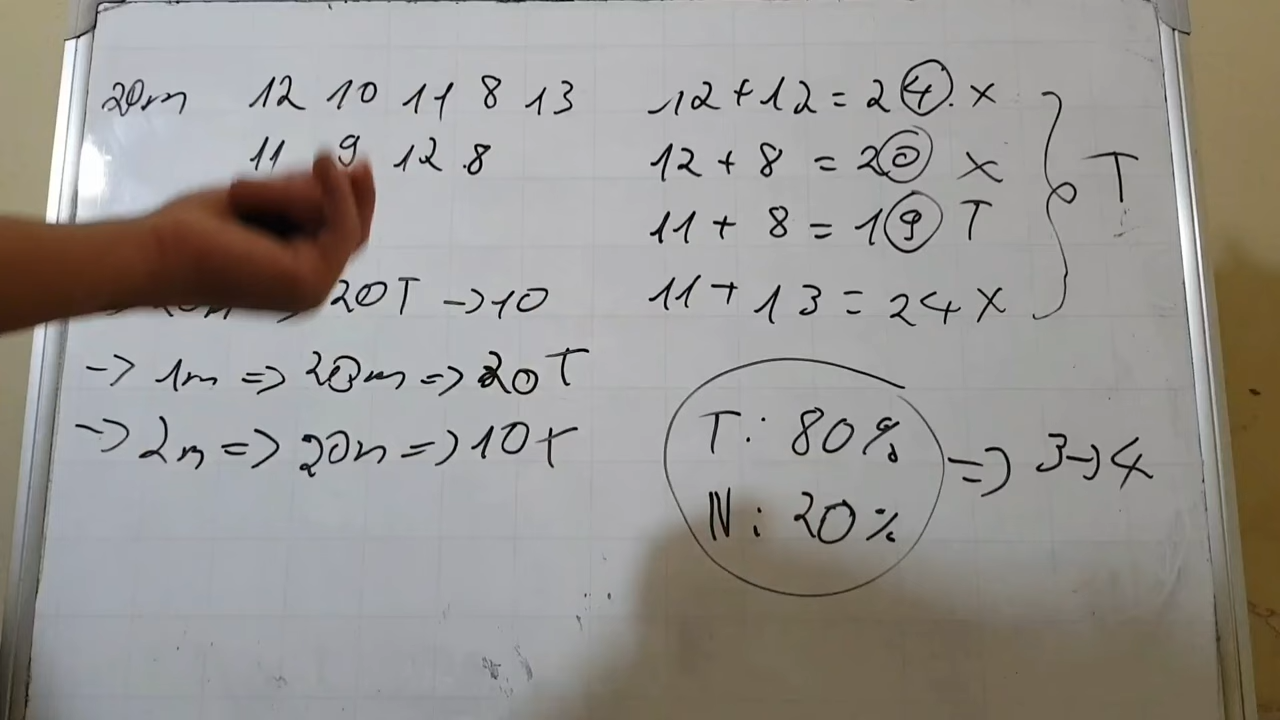 20m 12 10 11 8 13
11 9 12 8
20T -> 10
-> 1m => 20m => 20T
-> 2m => 20m => 10T
12 + 12 = 24 x
12 + 8 = 20 x
11 + 8 = 19 T
11 + 13 = 24 x
T
T: 80%
N: 20%
=> 3 -> 4